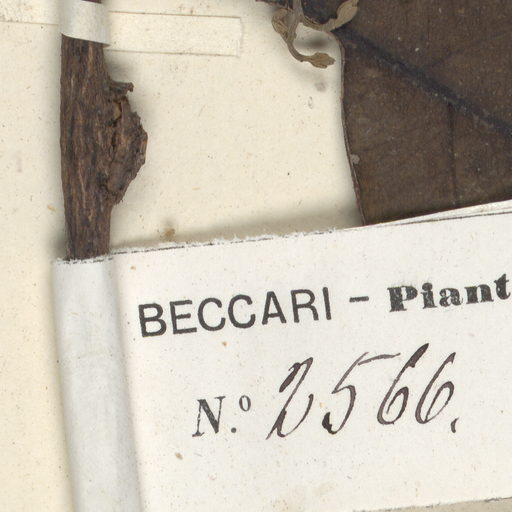 BECCARI - Piant
N.º 2566.